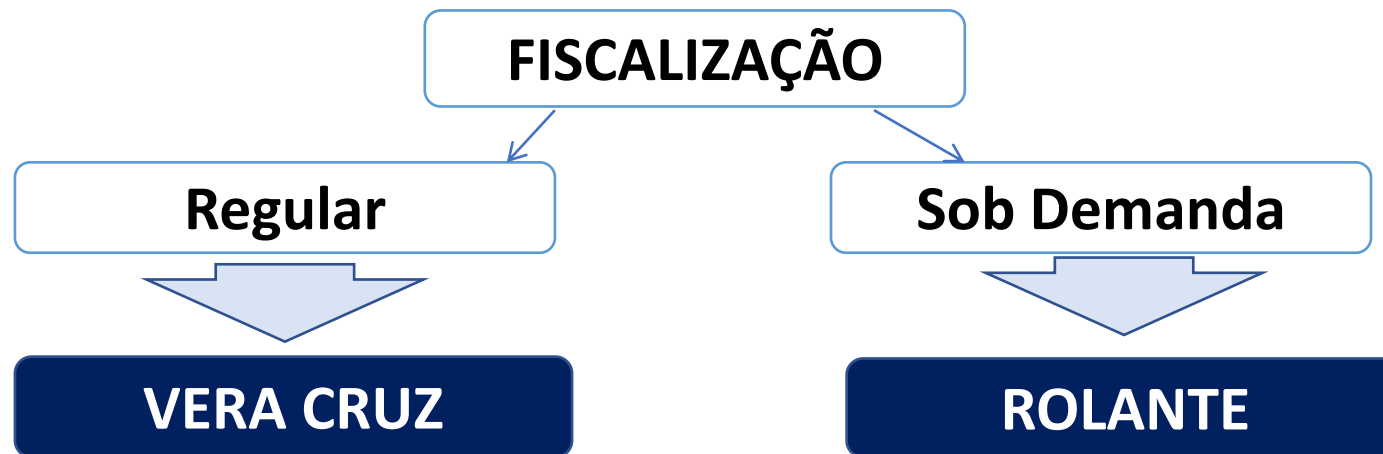 FISCALIZAÇÃO
Regular
Sob Demanda
VERA CRUZ
ROLANTE